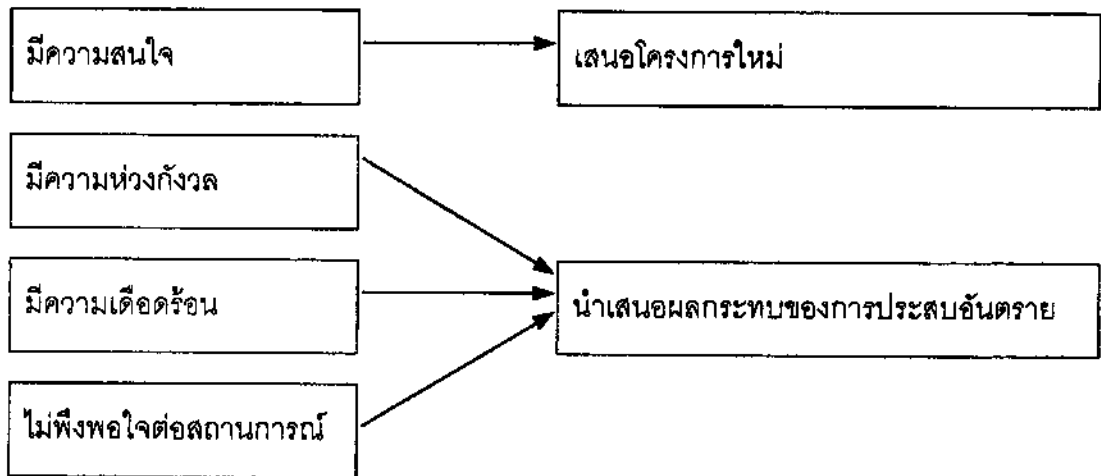 มีความสนใจ
เสนอโครงการใหม่
มีความห่วงกังวล
มีความเดือดร้อน
นำเสนอผลกระทบของการประสบอันตราย
ไม่พึงพอใจต่อสถานการณ์